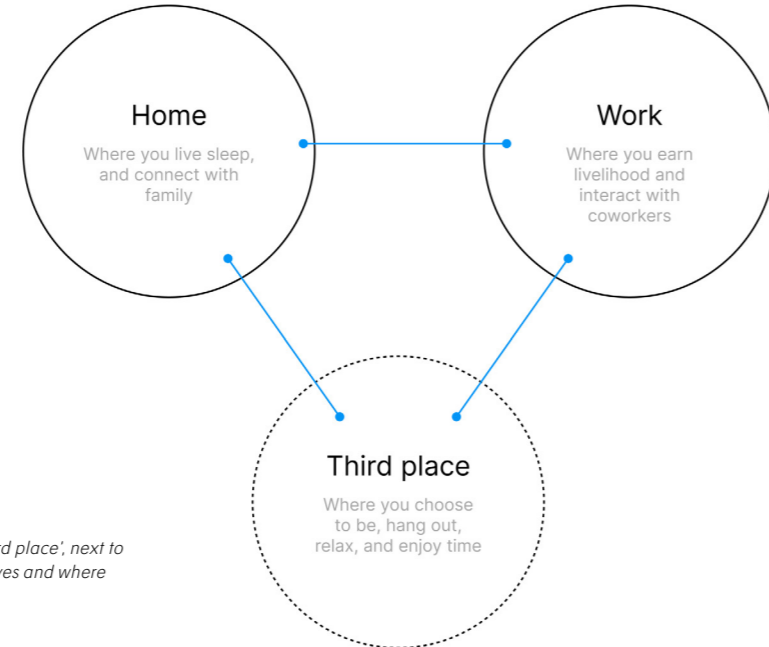 Home
Where you live sleep,
and connect with
family
Work
Where you earn
livelihood and
interact with
coworkers
Third place
Where you choose
to be, hang out,
relax, and enjoy time
place', next to
and where